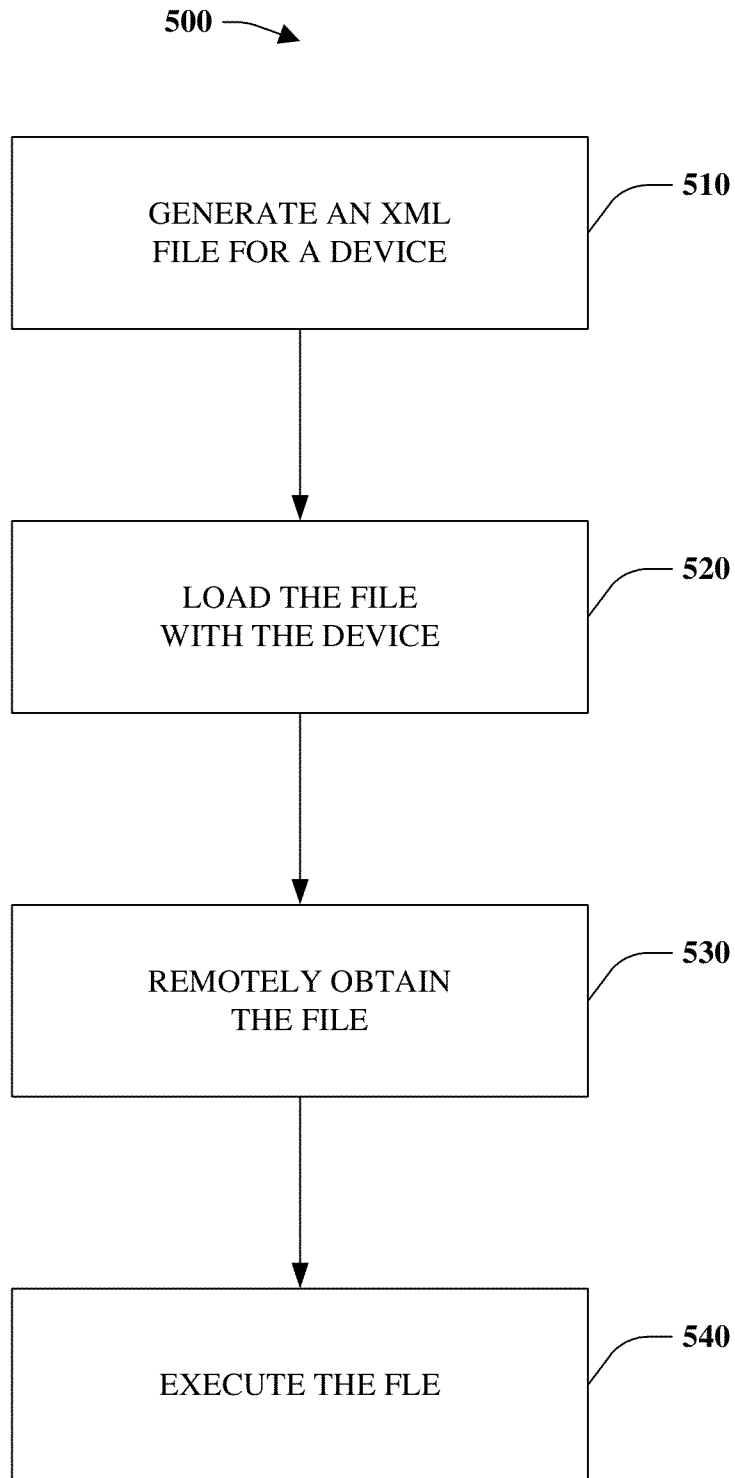 500
GENERATE AN XML
FILE FOR A DEVICE
510
LOAD THE FILE
WITH THE DEVICE
520
REMOTELY OBTAIN
THE FILE
530
EXECUTE THE FLE
540